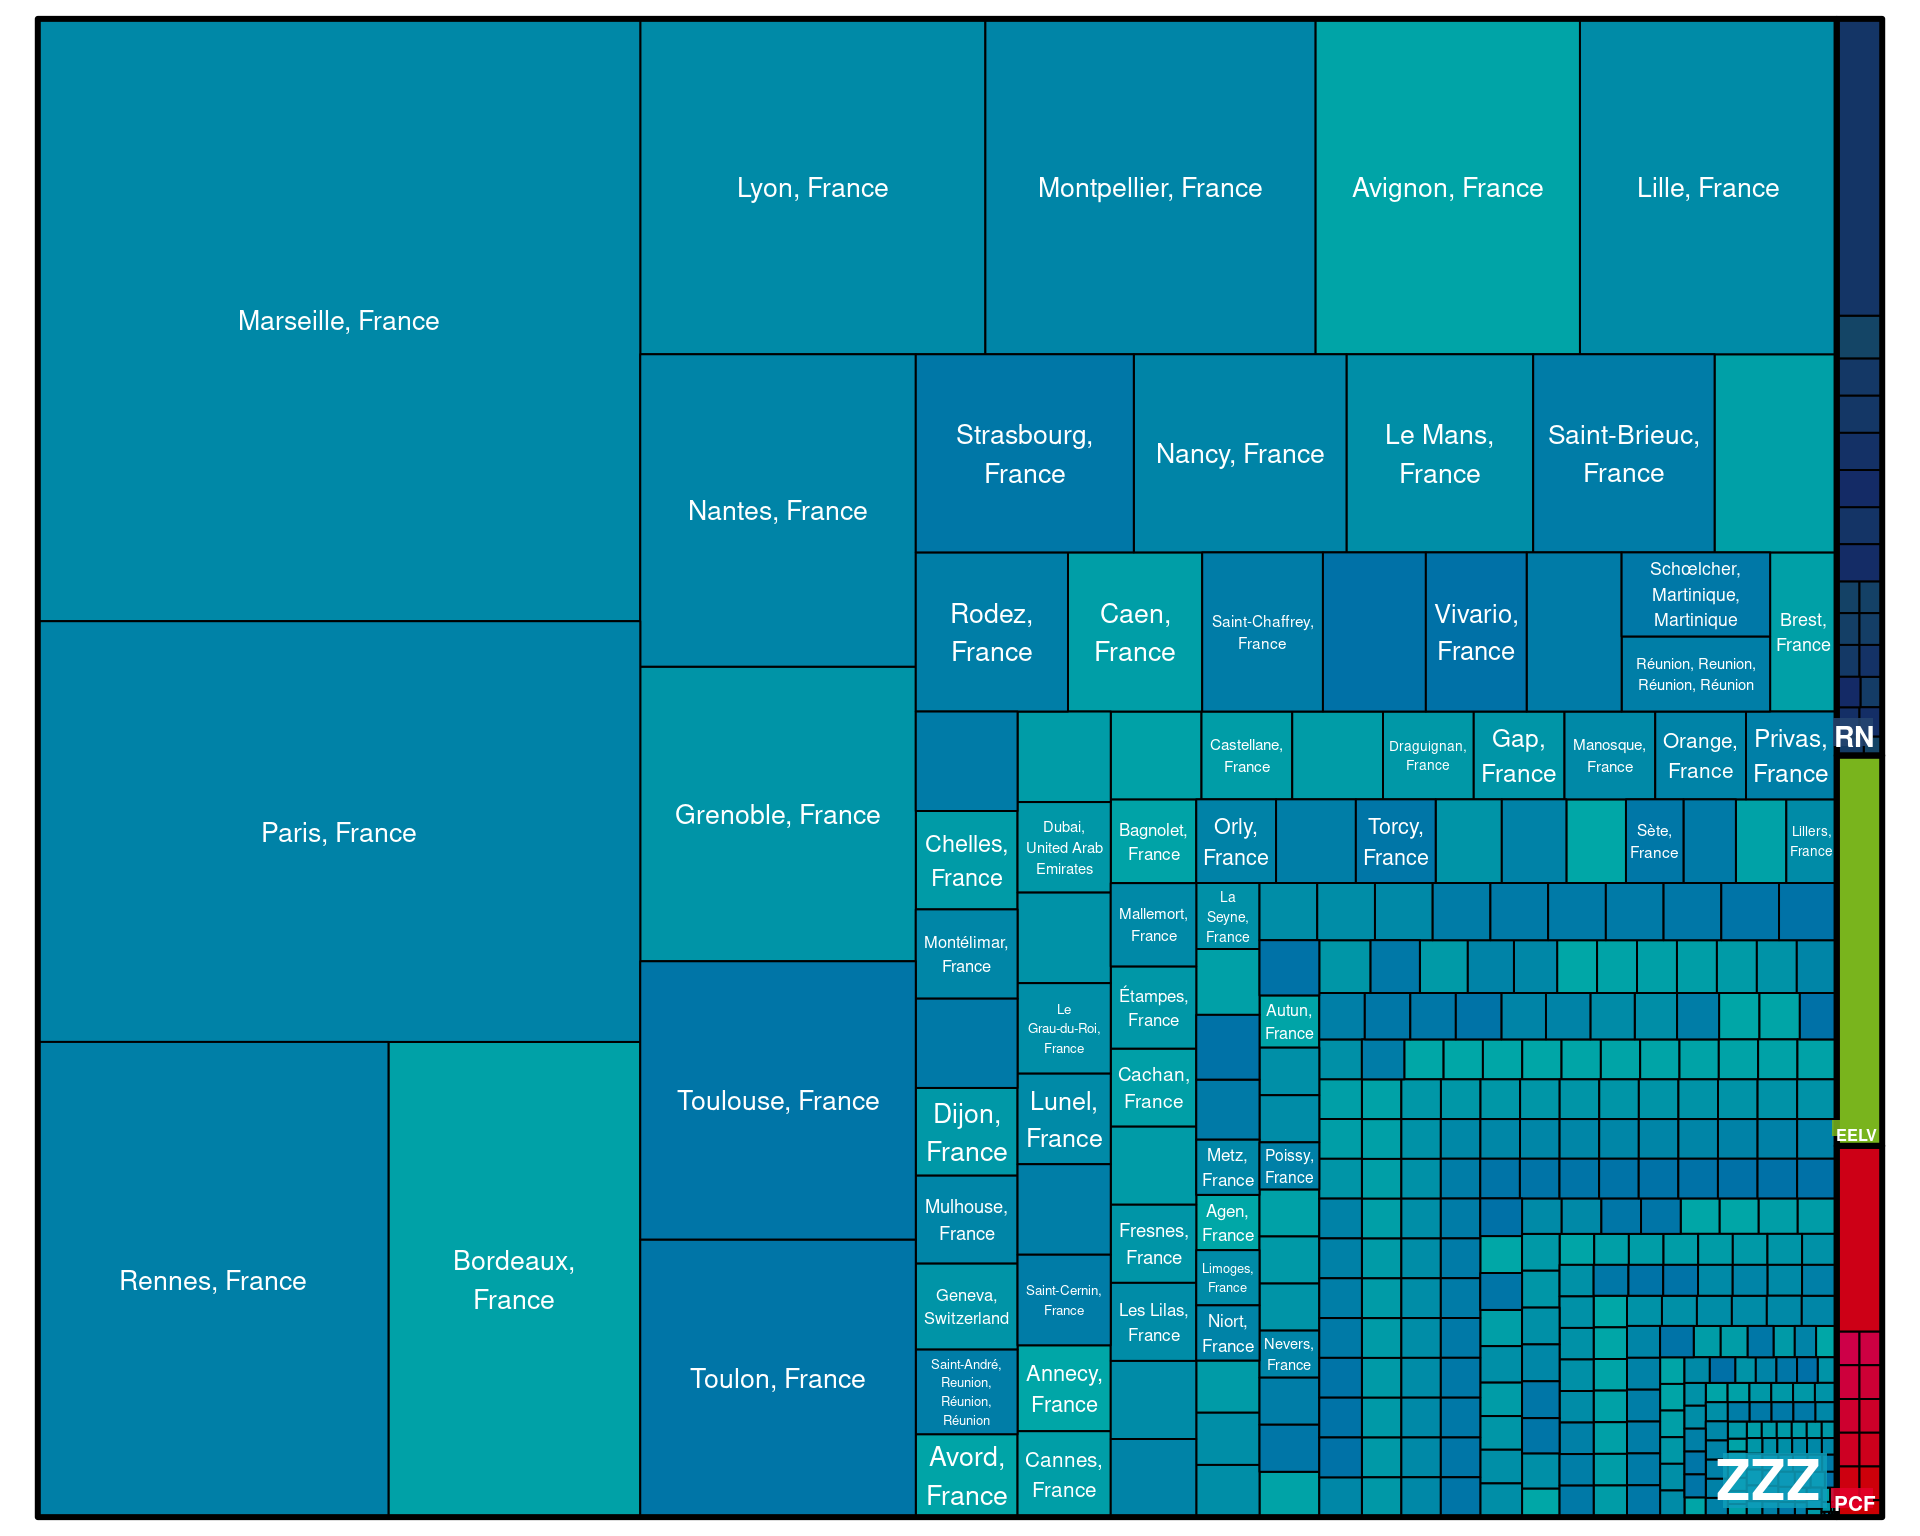 Marseille, France
Lyon, France
Montpellier, France
Avignon, France
Lille, France
Paris, France
Rennes, France
Bordeaux,
France
Nantes, France
Grenoble, France
Toulouse, France
Toulon, France
Strasbourg,
France
Nancy, France
Le Mans,
France
Saint-Brieuc,
France
Rodez,
France
Caen,
France
Saint-Chaffrey,
France
Vivario,
France
Schœlcher,
Martinique,
Martinique
Réunion, Reunion,
Réunion, Réunion
Brest,
France
Castellane,
France
Draguignan,
France
Gap,
France
Manosque,
France
Orange,
France
Privas,
France
Chelles,
France
Montélimar,
France
Dijon,
France
Mulhouse,
France
Geneva,
Switzerland
Saint-André,
Reunion,
Réunion,
Réunion
Avord,
France
Dubai,
United Arab
Emirates
Le
Grau-du-Roi,
France
Lunel,
France
Saint-Cernin,
France
Annecy,
France
Cannes,
France
Bagnolet,
France
Mallemort,
France
Étampes,
France
Cachan,
France
Fresnes,
France
Les Lilas,
France
Orly,
France
Torcy,
France
Sète,
France
Lillers,
France
La
Seyne,
France
Metz,
France
Agen,
France
Limoges,
France
Niort,
France
Autun,
France
Poissy,
France
Nevers,
France
ZZZ
RN
EELV
PCF